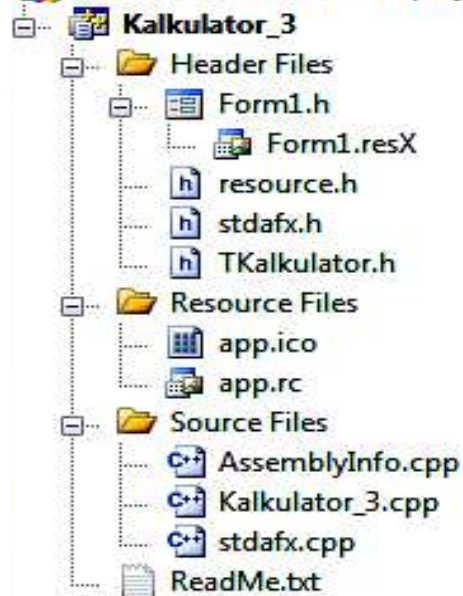 Kalkulator_3
Header Files
Form1.h
Form1.resX
resource.h
stdafx.h
TKalkulator.h
Resource Files
app.ico
app.rc
Source Files
AssemblyInfo.cpp
Kalkulator_3.cpp
stdafx.cpp
ReadMe.txt